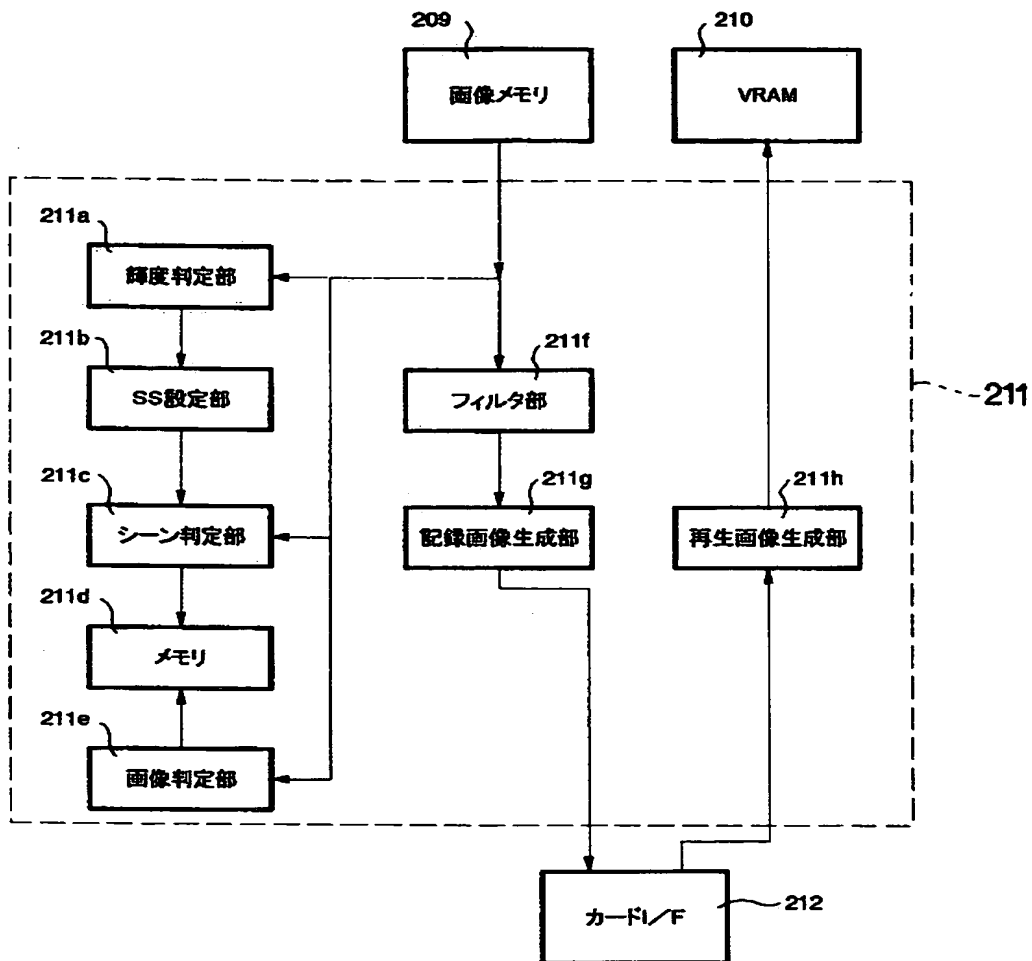 209
画像メモリ
210
VRAM
211a
輝度判定部
211b
SS設定部
211c
シーン判定部
211d
メモリ
211e
画像判定部
211f
フィルタ部
211g
記録画像生成部
211h
再生画像生成部
211
カードI/F
212